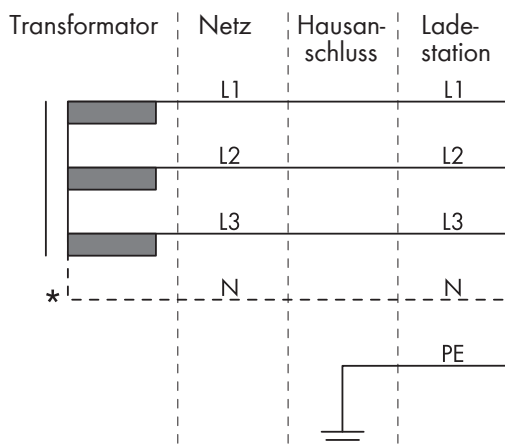 Transformator Netz Hausan- Lade-
schluss station
L1 L1
L2 L2
L3 L3
* N N
PE